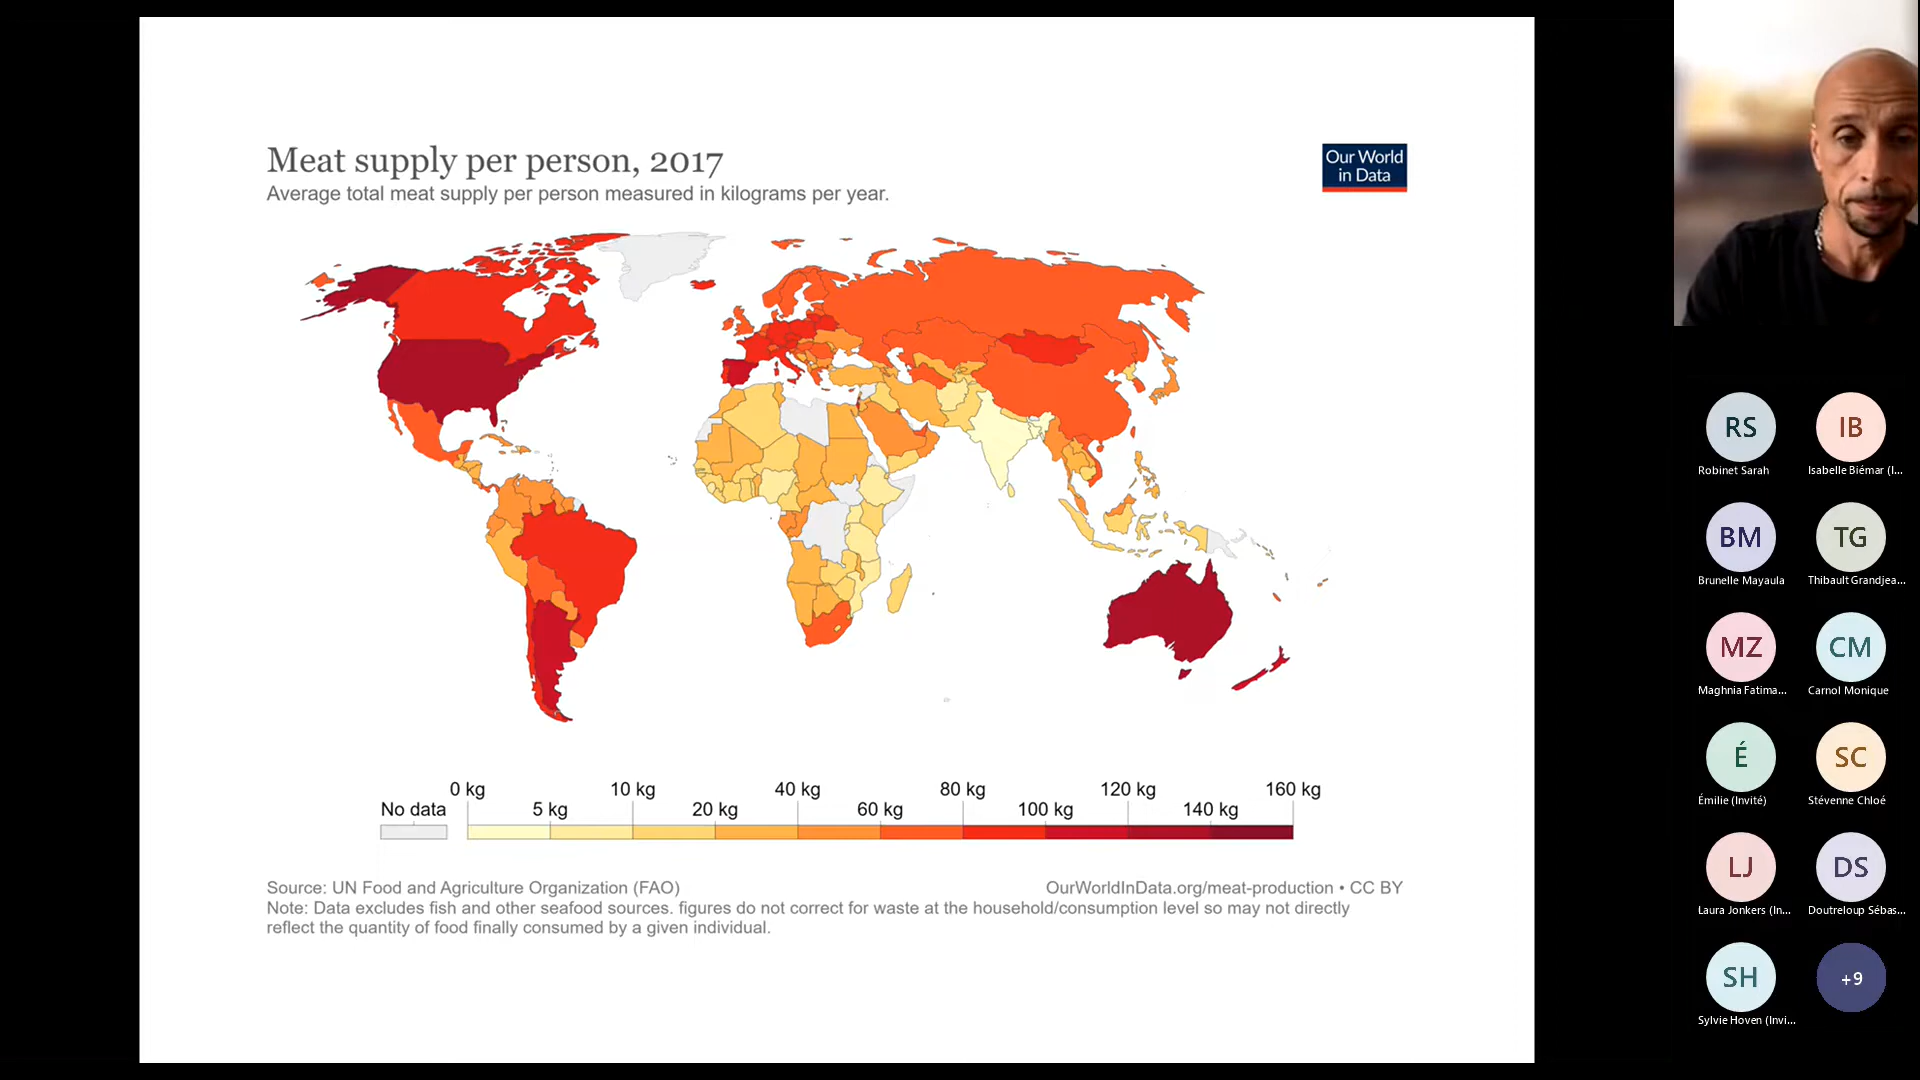 Meat supply per person, 2017
Average total meat supply per person measured in kilograms per year.
Our World
in Data
0 kg 10 kg 40 kg 80 kg 120 kg 160 kg
No data 5 kg 20 kg 60 kg 100 kg 140 kg
Source: UN Food and Agriculture Organization (FAO) OurWorldInData.org/meat-production • CC BY
Note: Data excludes fish and other seafood sources. figures do not correct for waste at the household/consumption level so may not directly
reflect the quantity of food finally consumed by a given individual.
RS IB
Robinet Sarah Isabelle Biémar (I...
BM TG
Brunelle Mayaula Thibault Grandjea...
MZ CM
Maghnia Fatima... Carnol Monique
É SC
Émilie (Invité) Stévenne Chloé
LJ DS
Laura Jonkers (In... Doutreloup Sébas...
SH +9
Sylvie Hoven (Invi...